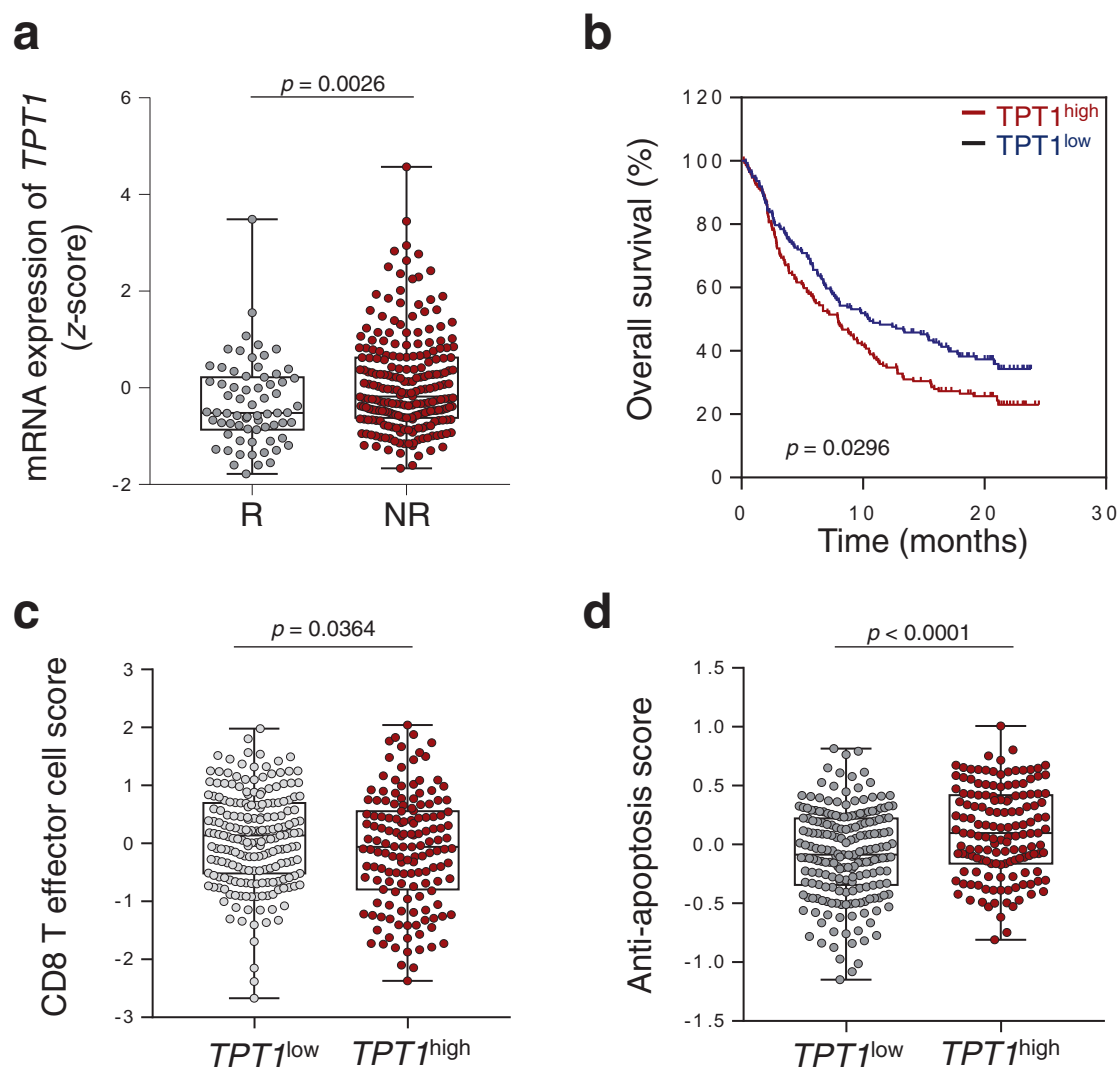 a
p = 0.0026
mRNA expression of TPT1
(z-score)
6
4
2
0
-2
R
NR
b
Overall survival (%)
120
100
80
60
40
20
0
TPT1high
TPT1low
p = 0.0296
0
10
20
30
Time (months)
c
p = 0.0364
CD8 T effector cell score
3
2
1
0
-1
-2
-3
TPT1low
TPT1high
d
p < 0.0001
Anti-apoptosis score
1.5
1.0
0.5
0.0
-0.5
-1.0
-1.5
TPT1low
TPT1high